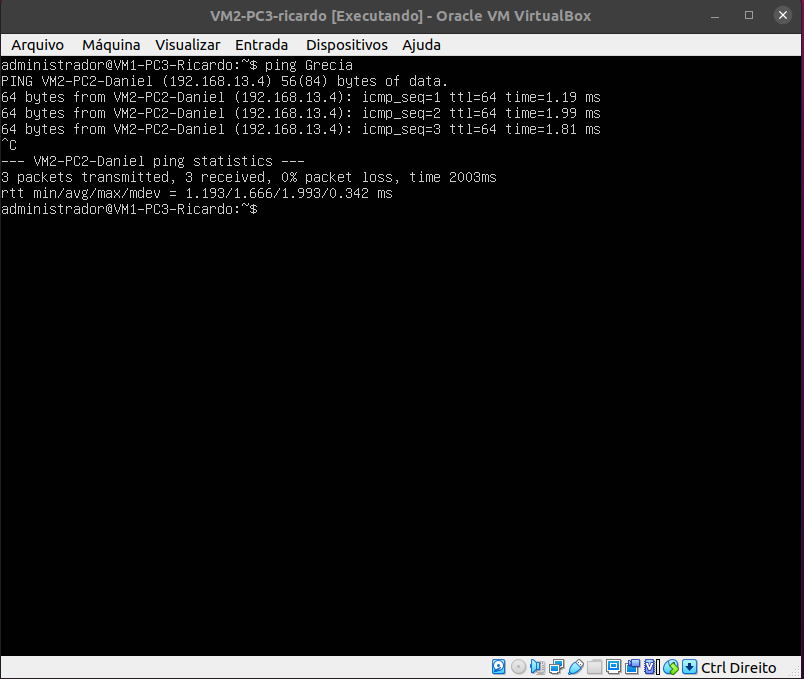 VM2-PC3-ricardo [Executando] - Oracle VM VirtualBox
Arquivo Máquina Visualizar Entrada Dispositivos Ajuda
administrador@VM1-PC3-Ricardo:~$ ping Grecia
PING VM2-PC2-Daniel (192.168.13.4) 56(84) bytes of data.
64 bytes from VM2-PC2-Daniel (192.168.13.4): icmp_seq=1 ttl=64 time=1.19 ms
64 bytes from VM2-PC2-Daniel (192.168.13.4): icmp_seq=2 ttl=64 time=1.99 ms
64 bytes from VM2-PC2-Daniel (192.168.13.4): icmp_seq=3 ttl=64 time=1.81 ms
^C
--- VM2-PC2-Daniel ping statistics ---
3 packets transmitted, 3 received, 0% packet loss, time 2003ms
rtt min/avg/max/mdev = 1.193/1.666/1.993/0.342 ms
administrador@VM1-PC3-Ricardo:~$
Ctrl Direito